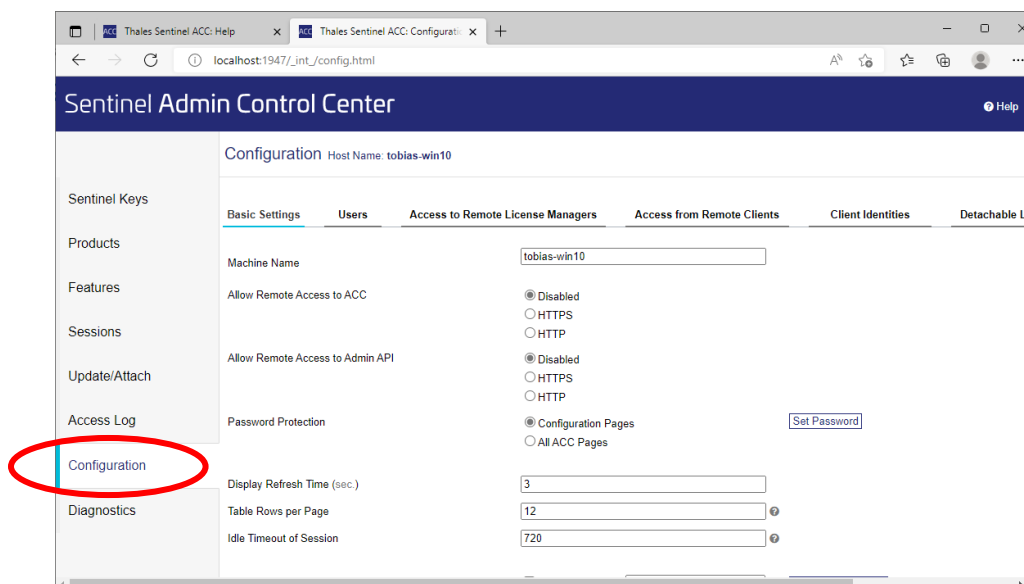 ACC Thales Sentinel ACC: Help
ACC Thales Sentinel ACC: Configuratic
localhost:1947/_int_/config.html
Sentinel Admin Control Center
Help
Configuration Host Name: tobias-win10
Sentinel Keys
Products
Features
Sessions
Update/Attach
Access Log
Configuration
Diagnostics
Basic Settings Users Access to Remote License Managers Access from Remote Clients Client Identities Detachable L
Machine Name tobias-win10
Allow Remote Access to ACC Disabled
HTTPS
HTTP
Allow Remote Access to Admin API Disabled
HTTPS
HTTP
Password Protection Configuration Pages Set Password
All ACC Pages
Display Refresh Time (sec.) 3
Table Rows per Page 12
Idle Timeout of Session 720